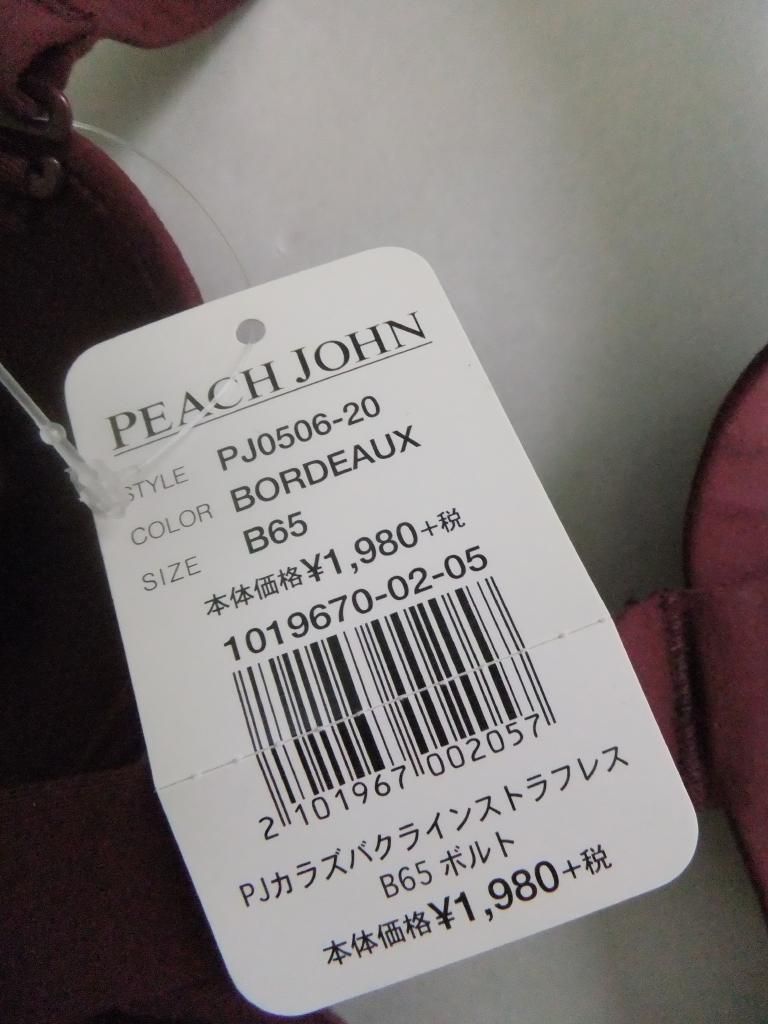 PEACH JOHN
STYLE PJ0506-20
COLOR BORDEAUX
SIZE B65
本体価格¥1,980+税
1019670-02-05
2 101967 002057
PJカラズバクラインストラフレス
B65 ボルト
本体価格¥1,980+税